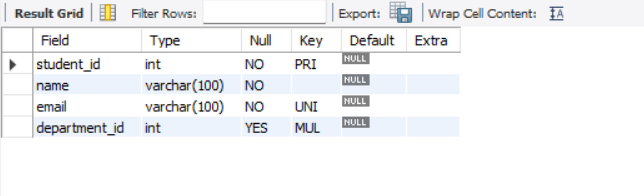 Result Grid Filter Rows: Export: Wrap Cell Content: IA
Field Type Null Key Default Extra
student_id int NO PRI NULL
name varchar(100) NO NULL
email varchar(100) NO UNI NULL
department_id int YES MUL NULL